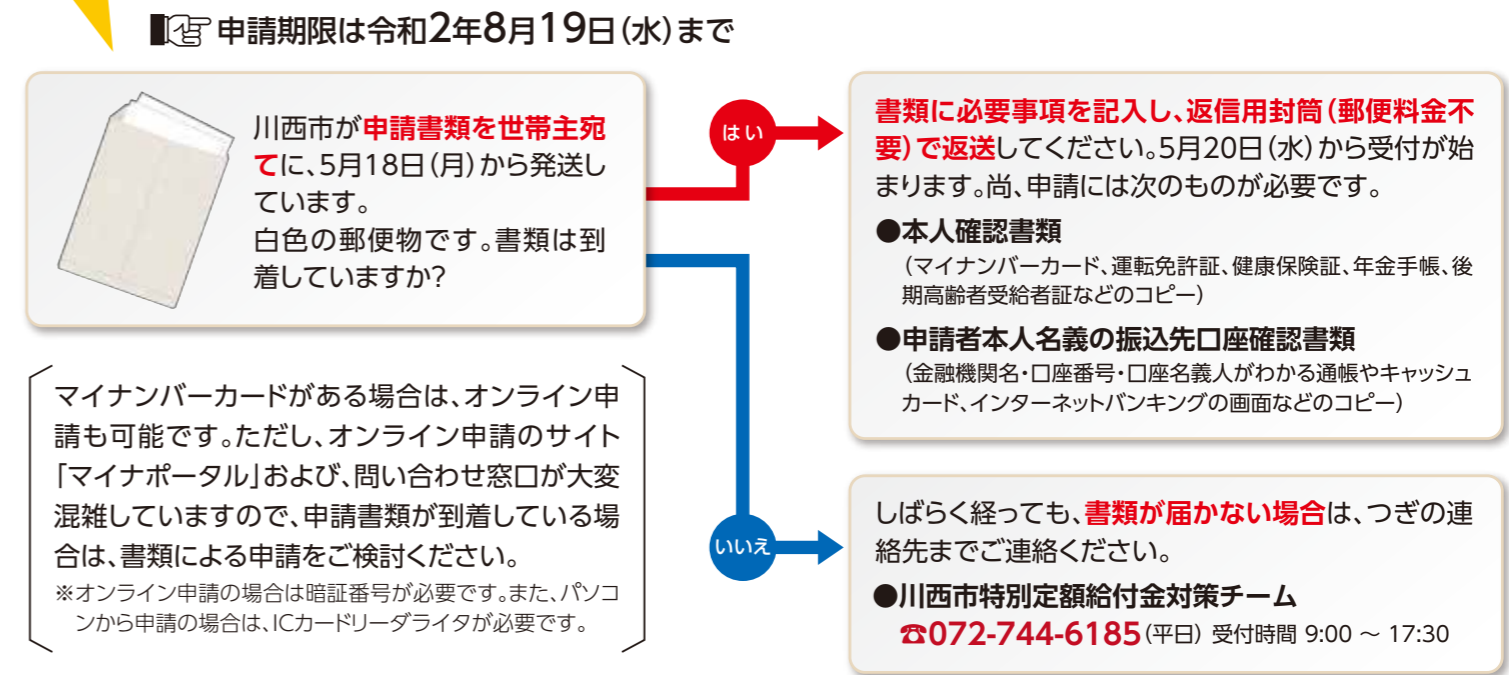 ☞申請期限は令和2年8月19日(水)まで
川西市が申請書類を世帯主宛
てに、5月18日(月)から発送し
ています。
白色の郵便物です。書類は到
着していますか?
マイナンバーカードがある場合は、オンライン申
請も可能です。ただし、オンライン申請のサイト
「マイナポータル」および、問い合わせ窓口が大変
混雑していますので、申請書類が到着している場
合は、書類による申請をご検討ください。
※オンライン申請の場合は暗証番号が必要です。また、パソコ
ンから申請の場合は、ICカードリーダライタが必要です。
はい
書類に必要事項を記入し、返信用封筒(郵便料金不
要)で返送してください。5月20日(水)から受付が始
まります。尚、申請には次のものが必要です。
●本人確認書類
(マイナンバーカード、運転免許証、健康保険証、年金手帳、後
期高齢者受給者証などのコピー)
●申請者本人名義の振込先口座確認書類
(金融機関名・口座番号・口座名義人がわかる通帳やキャッシュ
カード、インターネットバンキングの画面などのコピー)
いいえ
しばらく経っても、書類が届かない場合は、つぎの連
絡先までご連絡ください。
●川西市特別定額給付金対策チーム
☎072-744-6185(平日) 受付時間 9:00 ~ 17:30